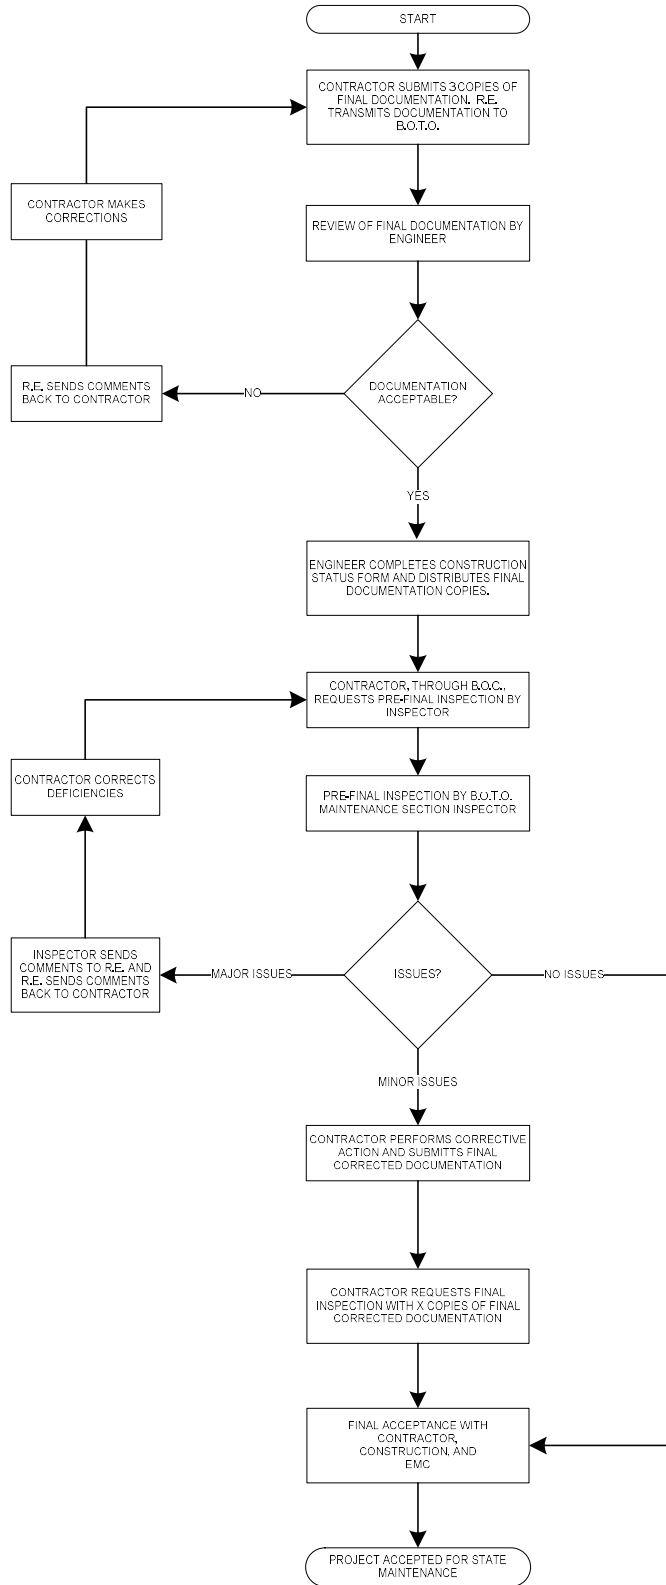 START
CONTRACTOR SUBMITS 3 COPIES OF
FINAL DOCUMENTATION. R.E.
TRANSMITS DOCUMENTATION TO
B.O.T.O.
CONTRACTOR MAKES
CORRECTIONS
REVIEW OF FINAL DOCUMENTATION BY
ENGINEER
R.E. SENDS COMMENTS
BACK TO CONTRACTOR
NO
DOCUMENTATION
ACCEPTABLE?
YES
ENGINEER COMPLETES CONSTRUCTION
STATUS FORM AND DISTRIBUTES FINAL
DOCUMENTATION COPIES.
CONTRACTOR, THROUGH B.O.C.,
REQUESTS PRE-FINAL INSPECTION BY
INSPECTOR
CONTRACTOR CORRECTS
DEFICIENCIES
PRE-FINAL INSPECTION BY B.O.T.O.
MAINTENANCE SECTION INSPECTOR
INSPECTOR SENDS
COMMENTS TO R.E. AND
R.E. SENDS COMMENTS
BACK TO CONTRACTOR
MAJOR ISSUES
ISSUES?
NO ISSUES
MINOR ISSUES
CONTRACTOR PERFORMS CORRECTIVE
ACTION AND SUBMITTS FINAL
CORRECTED DOCUMENTATION
CONTRACTOR REQUESTS FINAL
INSPECTION WITH X COPIES OF FINAL
CORRECTED DOCUMENTATION
FINAL ACCEPTANCE WITH
CONTRACTOR,
CONSTRUCTION, AND
EMC
PROJECT ACCEPTED FOR STATE
MAINTENANCE